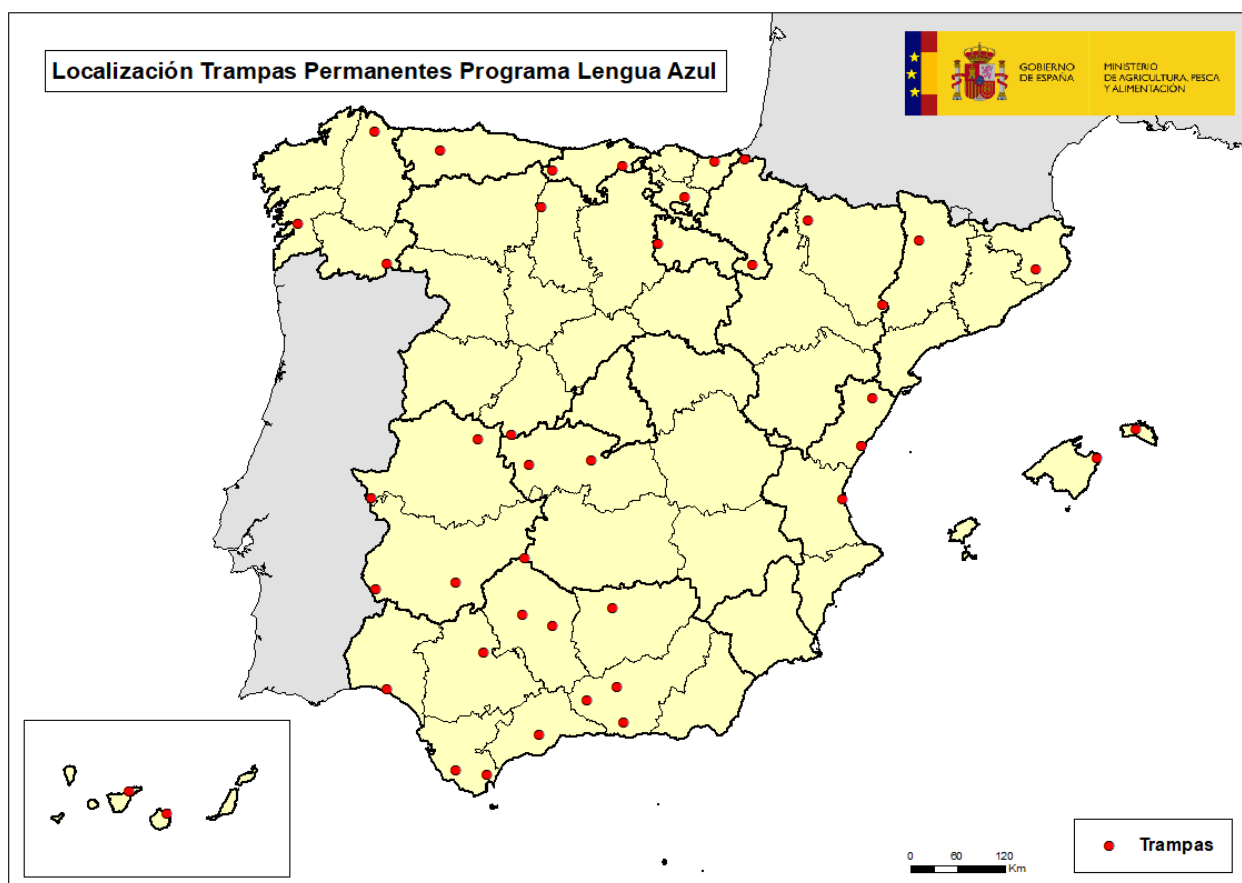 Localización Trampas Permanentes Programa Lengua Azul
GOBIERNO
DE ESPAÑA
MINISTERIO
DE AGRICULTURA, PESCA
Y ALIMENTACIÓN
Trampas
0 60 120
Km